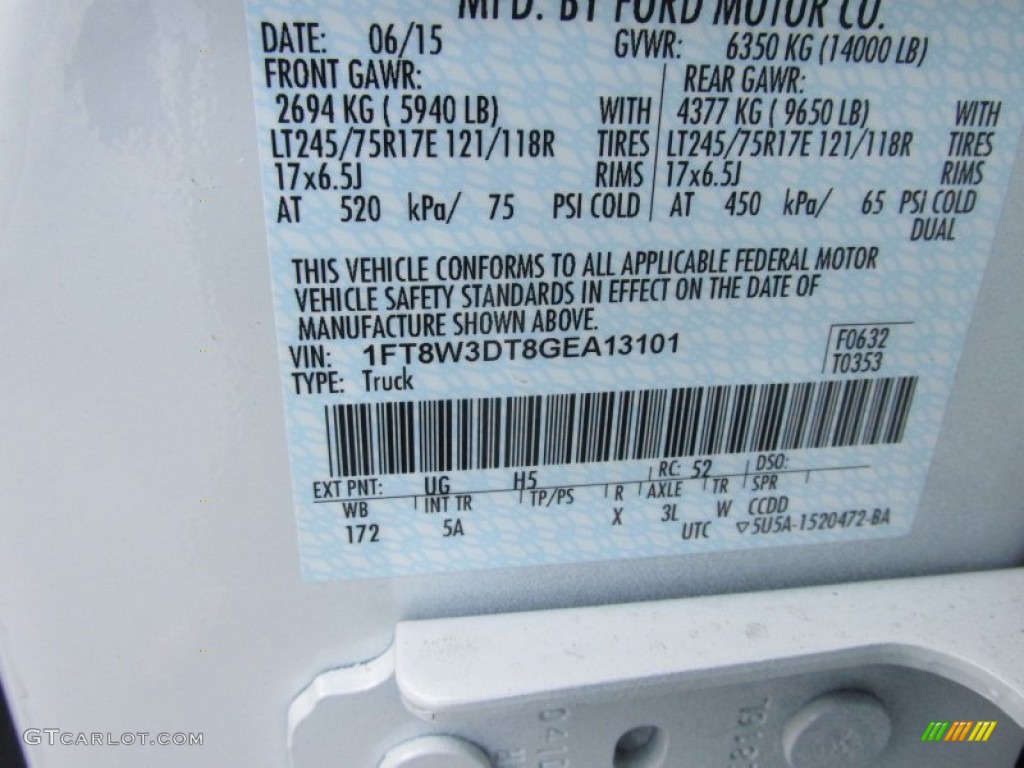 MFD. BY FORD MOTOR CO.
DATE: 06/15 GVWR: 6350 KG (14000 LB)
FRONT GAWR: REAR GAWR:
2694 KG ( 5940 LB) WITH 4377 KG ( 9650 LB) WITH
LT245/75R17E 121/118R TIRES LT245/75R17E 121/118R TIRES
17x6.5J RIMS 17x6.5J RIMS
AT 520 kPa/ 75 PSI COLD AT 450 kPa/ 65 PSI COLD
DUAL
THIS VEHICLE CONFORMS TO ALL APPLICABLE FEDERAL MOTOR
VEHICLE SAFETY STANDARDS IN EFFECT ON THE DATE OF
MANUFACTURE SHOWN ABOVE.
VIN: 1FT8W3DT8GEA13101 F0632
TYPE: Truck T0353
EXT PNT: UG H5 RC: 52 DSO:
WB INT TR TP/PS R AXLE TR SPR
172 5A X 3L W CCDD
UTC ▽5U5A-1520472-BA
GTCarLot.com